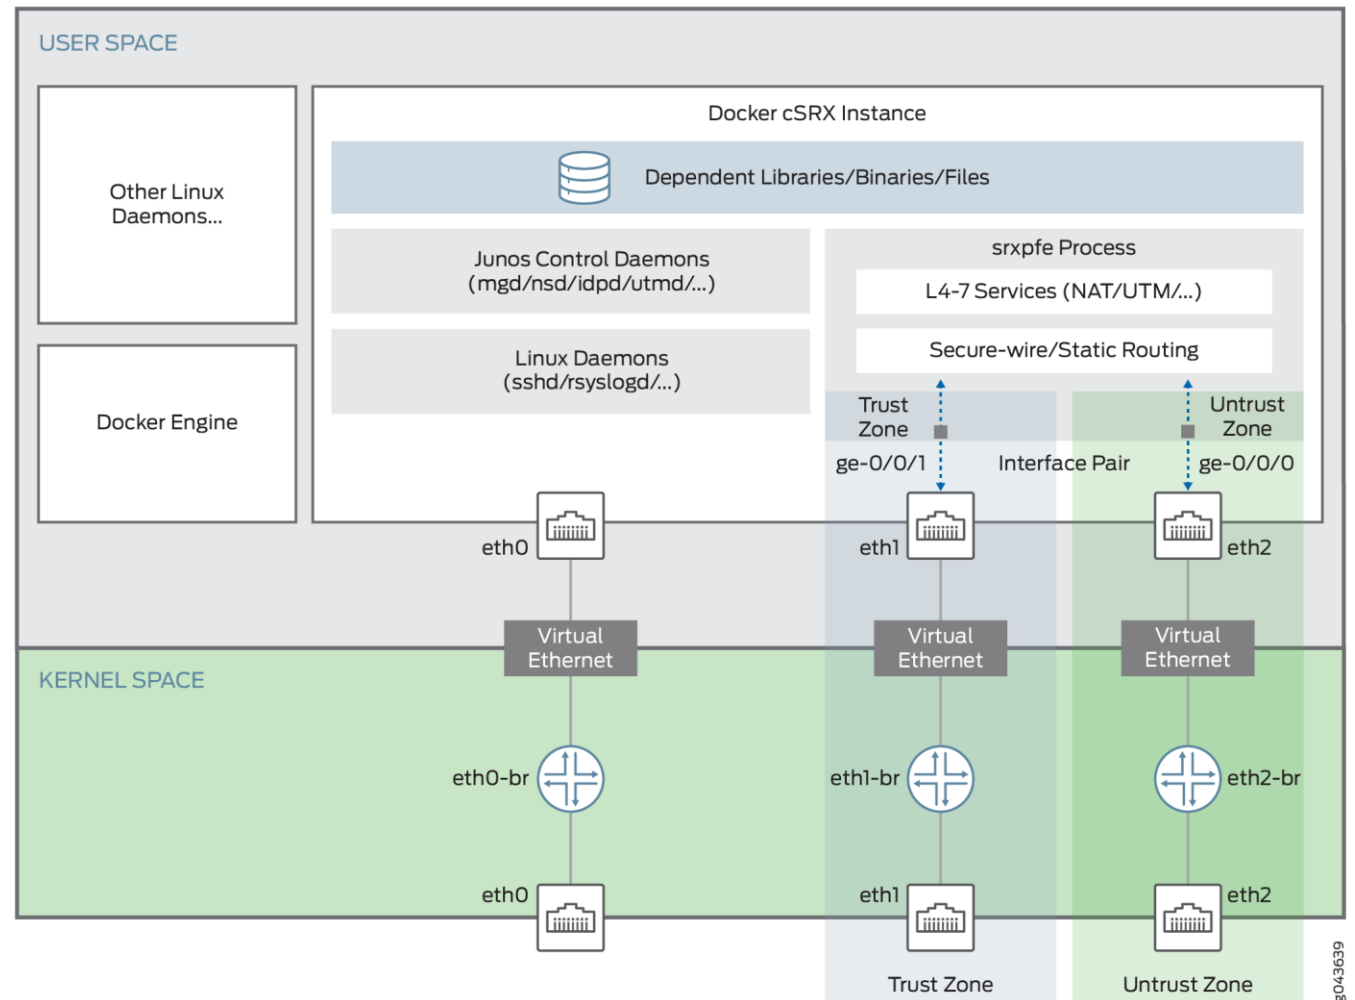 USER SPACE
Other Linux
Daemons...
Docker Engine
Docker cSRX Instance
Dependent Libraries/Binaries/Files
Junos Control Daemons
(mgd/nsd/idpd/utmd/...)
Linux Daemons
(sshd/rsyslogd/...)
srxpfe Process
L4-7 Services (NAT/UTM/...)
Secure-wire/Static Routing
Trust
Zone
Untrust
Zone
ge-0/0/1
Interface Pair
ge-0/0/0
eth0
eth1
eth2
Virtual
Ethernet
Virtual
Ethernet
Virtual
Ethernet
KERNEL SPACE
eth0-br
eth1-br
eth2-br
eth0
eth1
eth2
Trust Zone
Untrust Zone
g043639